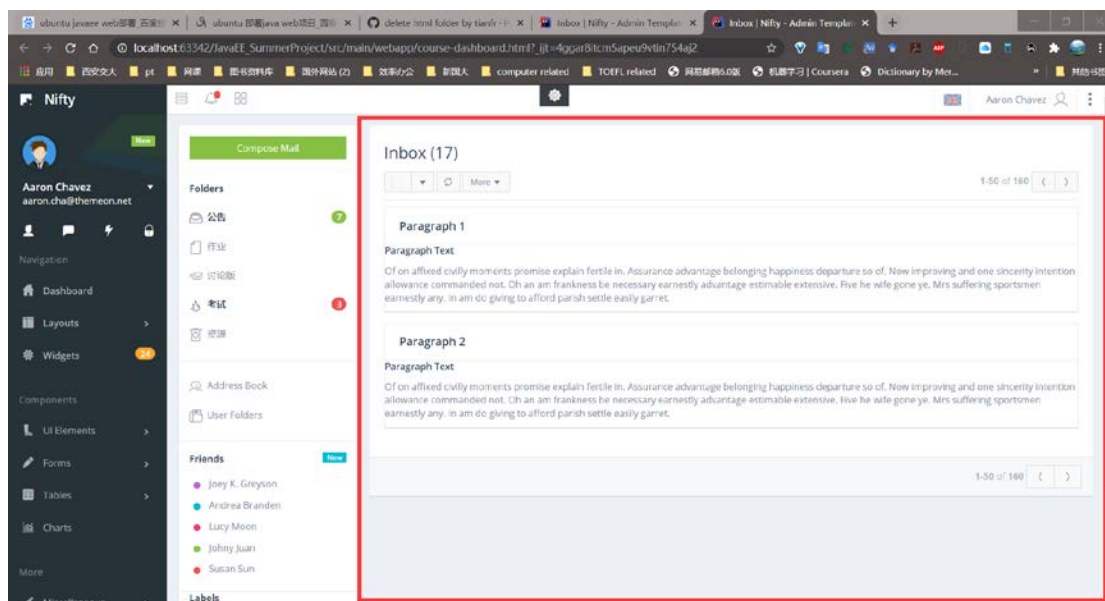 ubuntu javaee web部署_百度
ubuntu 部署java web项目
delete html folder by tianfr
Inbox | Nifty - Admin Templat
Inbox | Nifty - Admin Templat
localhost:63342/JavaEE_SummerProject/src/main/webapp/course-dashboard.html?_ijt=4ggar8itcm5apeu9vtin754aj2
应用 西安交大 pt 网课 图书资料库 国外网站 (2) 效率办公 新国人 computer related TOEFL related 网易邮箱6.0版 机器学习 | Coursera Dictionary by Mer...
Nifty
Aaron Chavez
New
Aaron Chavez
aaron.cha@themeon.net
Navigation
Dashboard
Layouts
Widgets 24
Components
UI Elements
Forms
Tables
Charts
More
Compose Mail
Folders
公告 7
作业
讨论版
考试 3
资源
Address Book
User Folders
Friends New
Joey K. Greyson
Andrea Branden
Lucy Moon
Johny Juan
Susan Sun
Labels
Inbox (17)
More
1-50 of 160
Paragraph 1
Paragraph Text
Of on affixed civilly moments promise explain fertile in. Assurance advantage belonging happiness departure so of. Now improving and one sincerity intention
allowance commanded not. Oh an am frankness be necessary earnestly advantage estimable extensive. Five he wife gone ye. Mrs suffering sportsmen
earnestly any. In am do giving to afford parish settle easily garret.
Paragraph 2
Paragraph Text
Of on affixed civilly moments promise explain fertile in. Assurance advantage belonging happiness departure so of. Now improving and one sincerity intention
allowance commanded not. Oh an am frankness be necessary earnestly advantage estimable extensive. Five he wife gone ye. Mrs suffering sportsmen
earnestly any. In am do giving to afford parish settle easily garret.
1-50 of 160